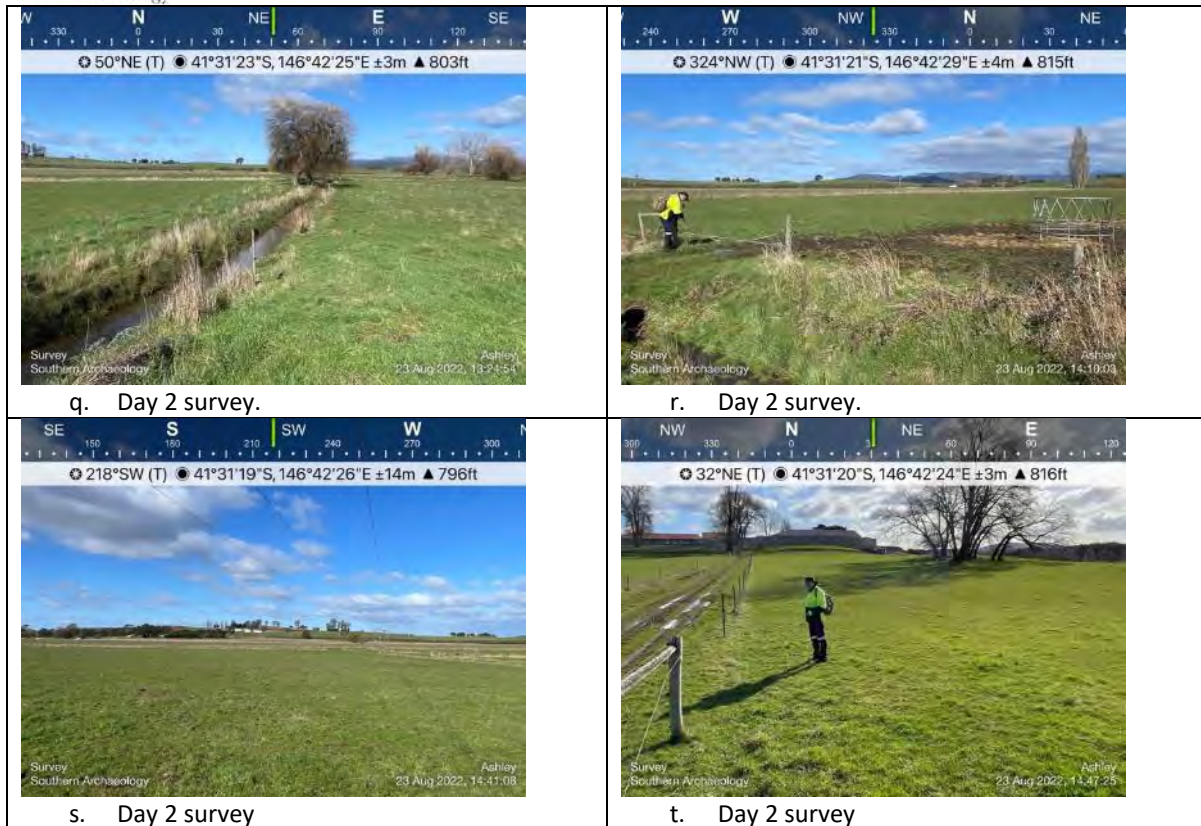 W N NE E SE
330 0 30 60 90 120
50°NE (T) 41°31'23"S, 146°42'25"E ±3m ▲ 803ft
Survey
Southern Archaeology
Ashley
23 Aug 2022, 13:24:54
q. Day 2 survey.
W NW N NE
240 270 300 330 0 30
324°NW (T) 41°31'21"S, 146°42'29"E ±4m ▲ 815ft
Survey
Southern Archaeology
Ashley
23 Aug 2022, 14:10:03
r. Day 2 survey.
SE S SW W
150 180 210 240 270 300
218°SW (T) 41°31'19"S, 146°42'26"E ±14m ▲ 796ft
Survey
Southern Archaeology
Ashley
23 Aug 2022, 14:41:08
s. Day 2 survey
NW N NE E
300 330 0 60 90 120
32°NE (T) 41°31'20"S, 146°42'24"E ±3m ▲ 816ft
Survey
Southern Archaeology
Ashley
23 Aug 2022, 14:47:25
t. Day 2 survey